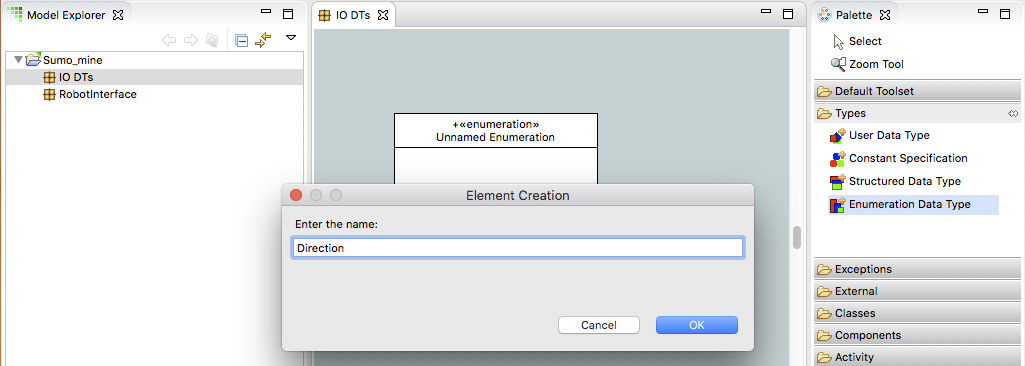 Model Explorer
Sumo_mine
IO DTs
RobotInterface
IO DTs
+«enumeration»
Unnamed Enumeration
Element Creation
Enter the name:
Direction
Cancel
OK
Palette
Select
Zoom Tool
Default Toolset
Types
User Data Type
Constant Specification
Structured Data Type
Enumeration Data Type
Exceptions
External
Classes
Components
Activity